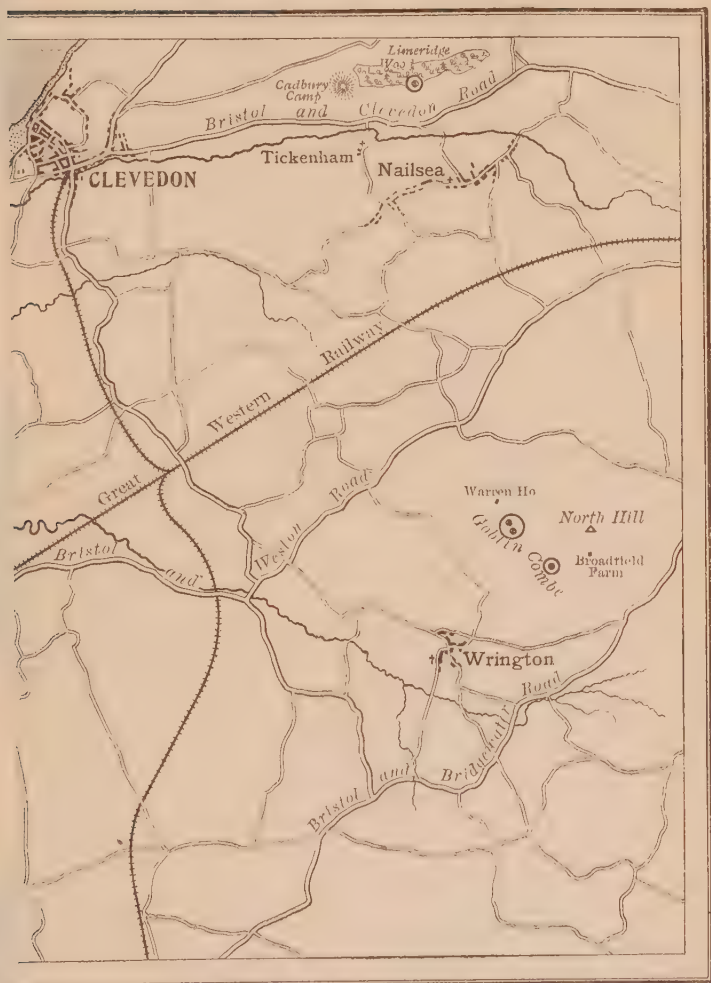 Limeridge
Wood
Cadbury
Camp
Bristol and Clevedon Road
Tickenham
Nailsea
CLEVEDON
Great Western Railway
Warren Ho
Goblin Combe
North Hill
Broadfield
Farm
Bristol and Weston Road
Wrington
Bristol and Bridgewater Road